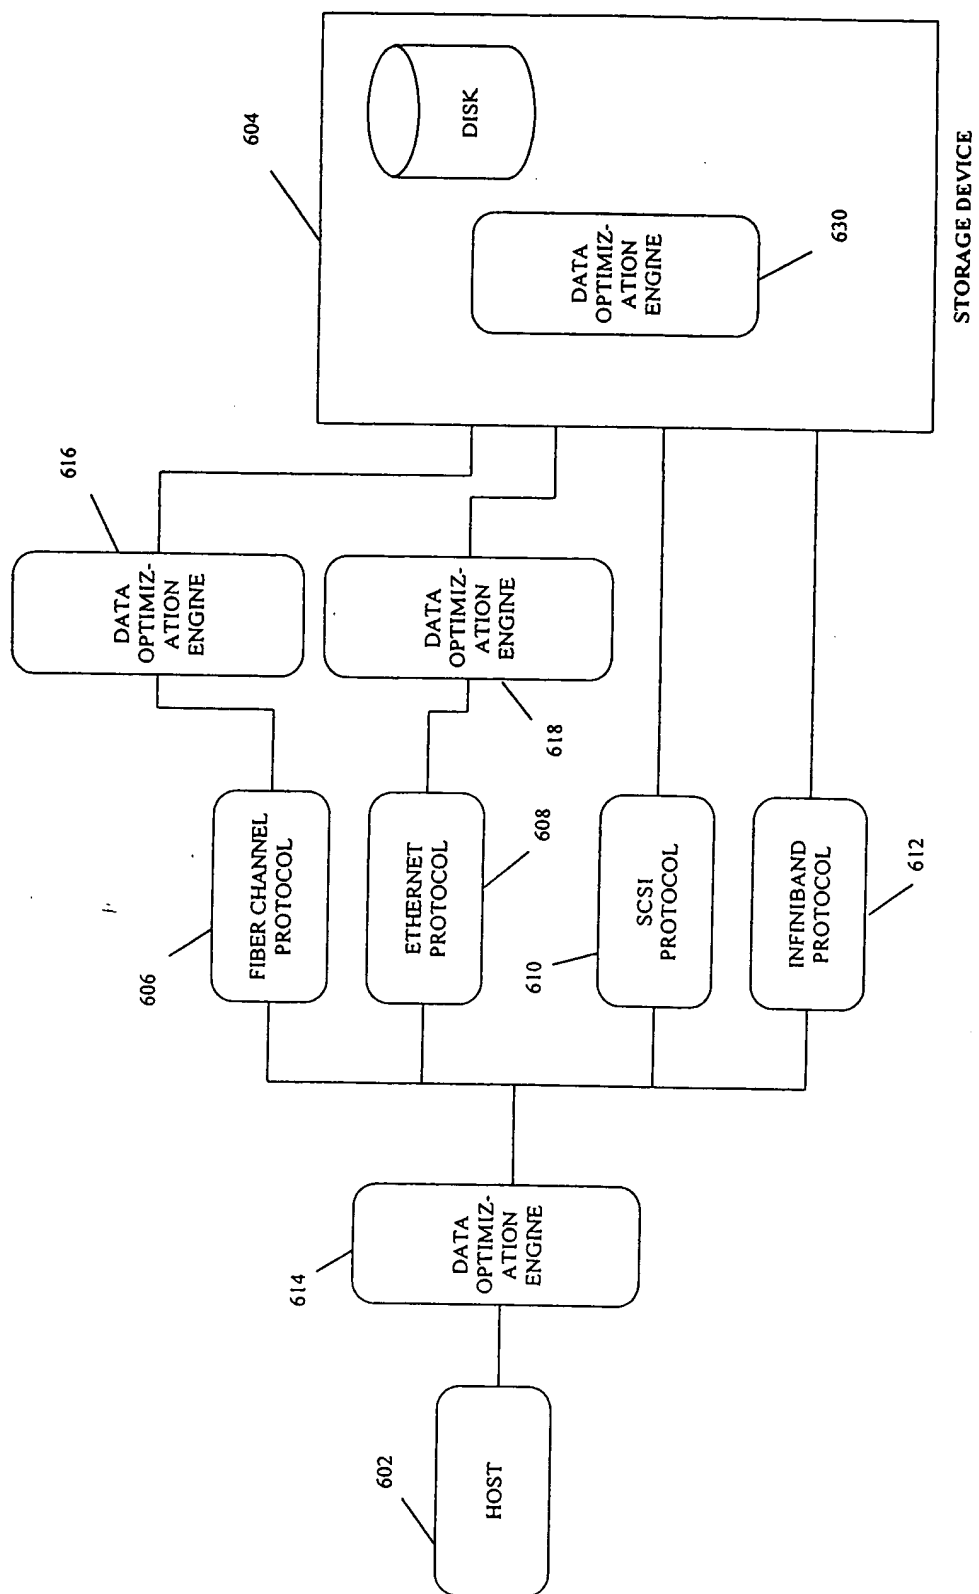 602
HOST
614
DATA
OPTIMIZ-
ATION
ENGINE
606
FIBER CHANNEL
PROTOCOL
ETHERNET
PROTOCOL
608
610
SCSI
PROTOCOL
INFINIBAND
PROTOCOL
612
616
DATA
OPTIMIZ-
ATION
ENGINE
DATA
OPTIMIZ-
ATION
ENGINE
618
604
DISK
DATA
OPTIMIZ-
ATION
ENGINE
630
STORAGE DEVICE